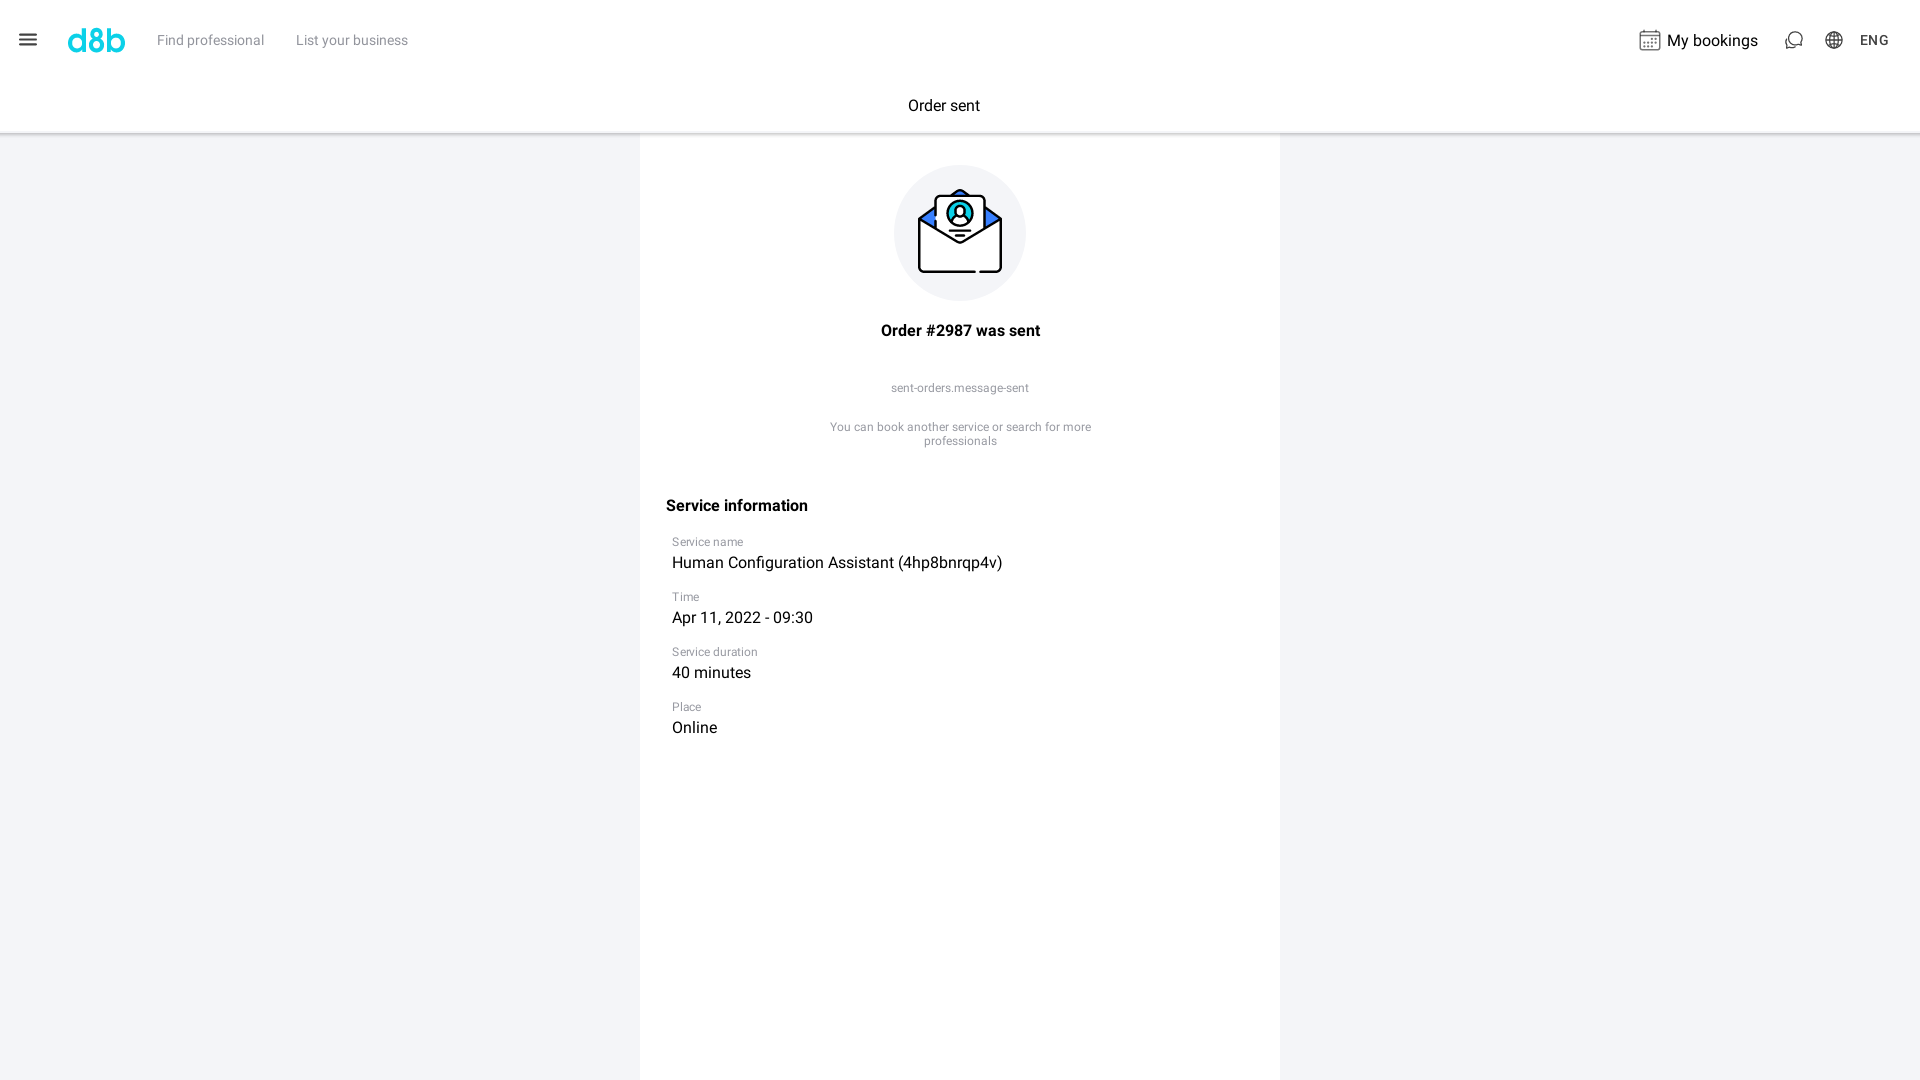 d8b
Find professional
List your business
My bookings
ENG
Order sent
Order #2987 was sent
sent-orders.message-sent
You can book another service or search for more
professionals
Service information
Service name
Human Configuration Assistant (4hp8bnrqp4v)
Time
Apr 11, 2022 - 09:30
Service duration
40 minutes
Place
Online